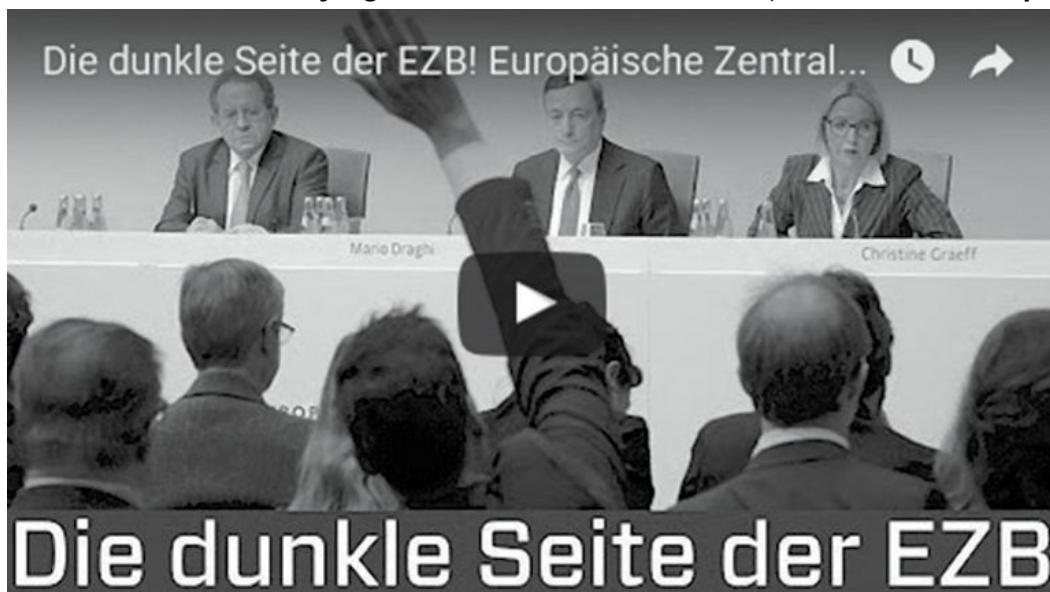 Die dunkle Seite der EZB! Europäische Zentral...
Mario Draghi
Christine Graeff
Die dunkle Seite der EZB